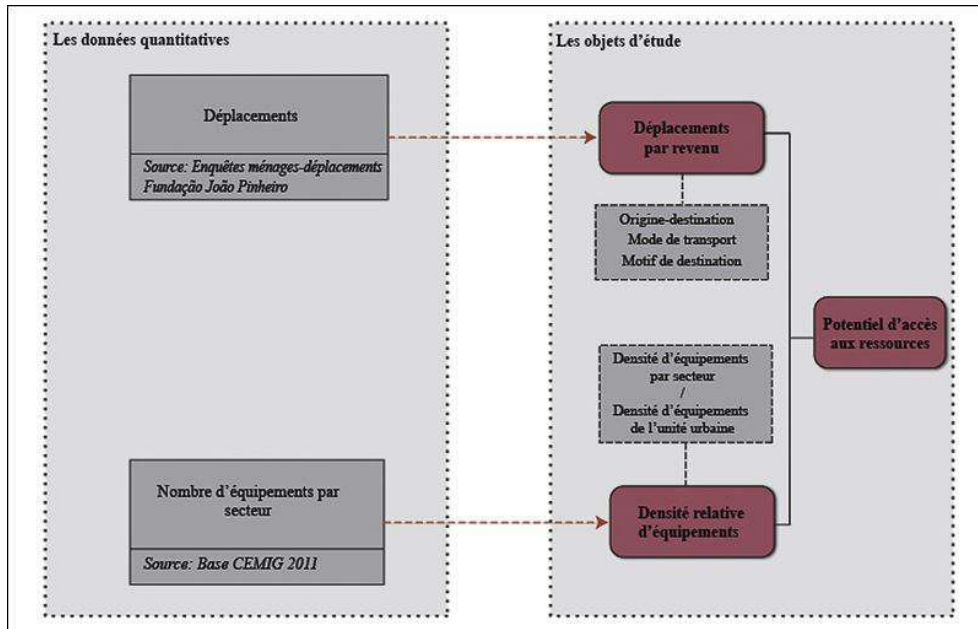 Les données quantitatives
Déplacements
Source: Enquêtes ménages-déplacements
Fundação João Pinheiro
Nombre d'équipements par
secteur
Source: Base CEMIG 2011
Les objets d'étude
Déplacements
par revenu
Origine-destination
Mode de transport
Motif de destination
Potentiel d'accès
aux ressources
Densité d'équipements
par secteur
/
Densité d'équipements
de l'unité urbaine
Densité relative
d'équipements